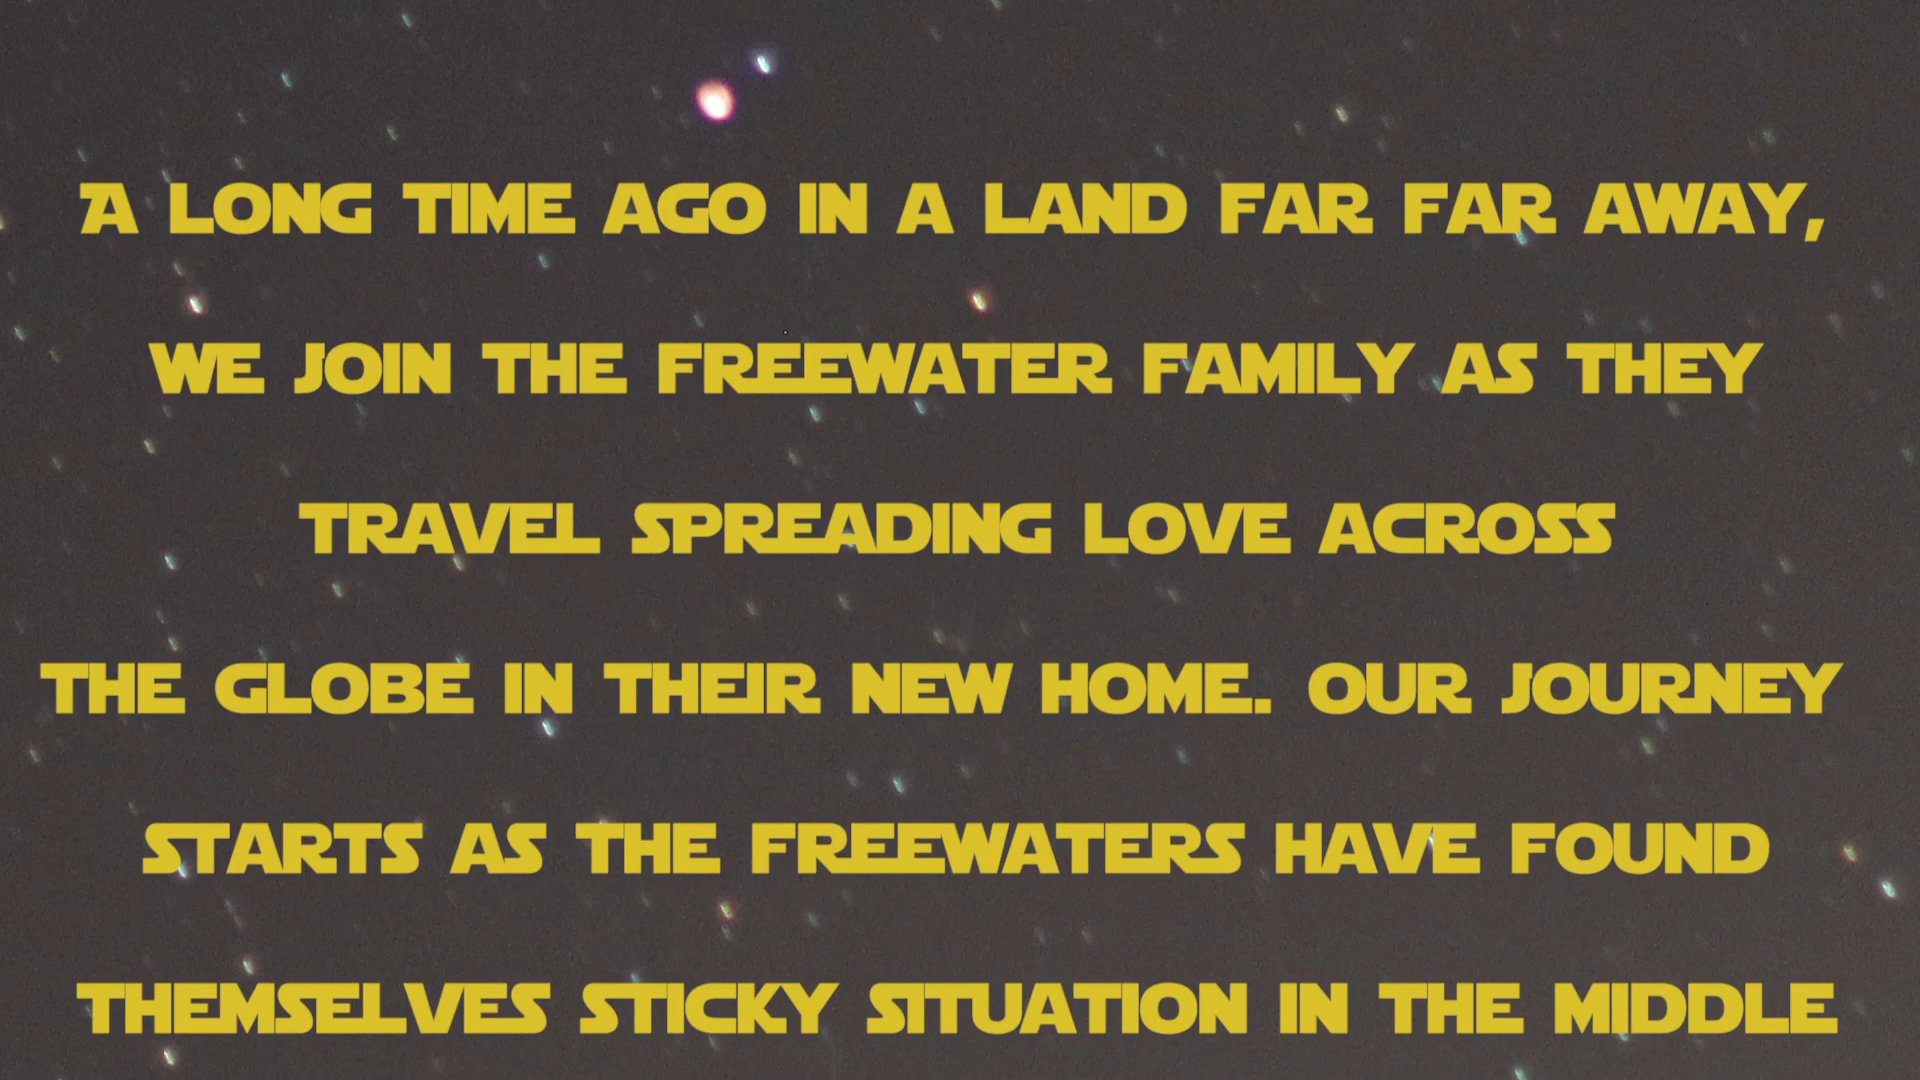 A LONG TIME AGO IN A LAND FAR FAR AWAY,
WE JOIN THE FREEWATER FAMILY AS THEY
TRAVEL SPREADING LOVE ACROSS
THE GLOBE IN THEIR NEW HOME. OUR JOURNEY
STARTS AS THE FREEWATERS HAVE FOUND
THEMSELVES STICKY SITUATION IN THE MIDDLE